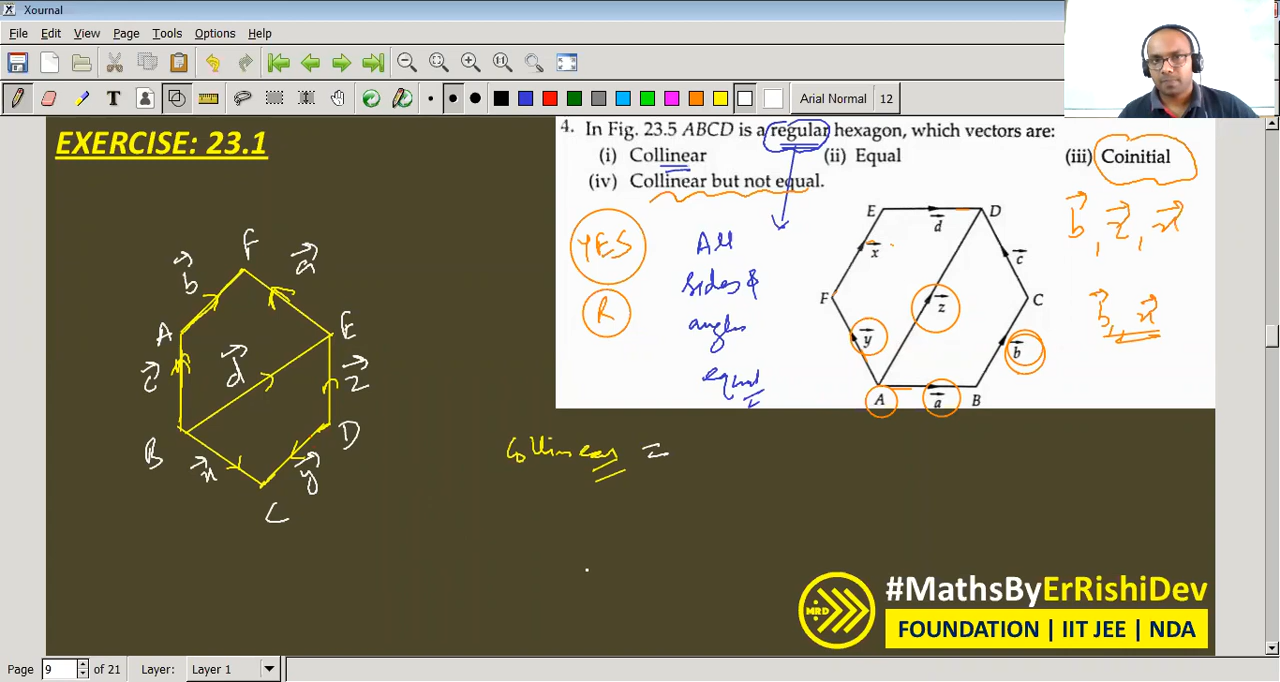 Xournal
File Edit View Page Tools Options Help
Arial Normal 12
EXERCISE: 23.1
4. In Fig. 23.5 ABCD is a regular hexagon, which vectors are:
(i) Collinear (ii) Equal (iii) Coinitial
(iv) Collinear but not equal.
YES
R
All
sides &
angles
equal
E D
d
x c
F C
z
y b
A a B
b, z, x
b, x
F
b a
A E
c d z
B D
x y
C
Collinear =
MRD
#MathsByErRishiDev
FOUNDATION | IIT JEE | NDA
Page 9 of 21 Layer: Layer 1